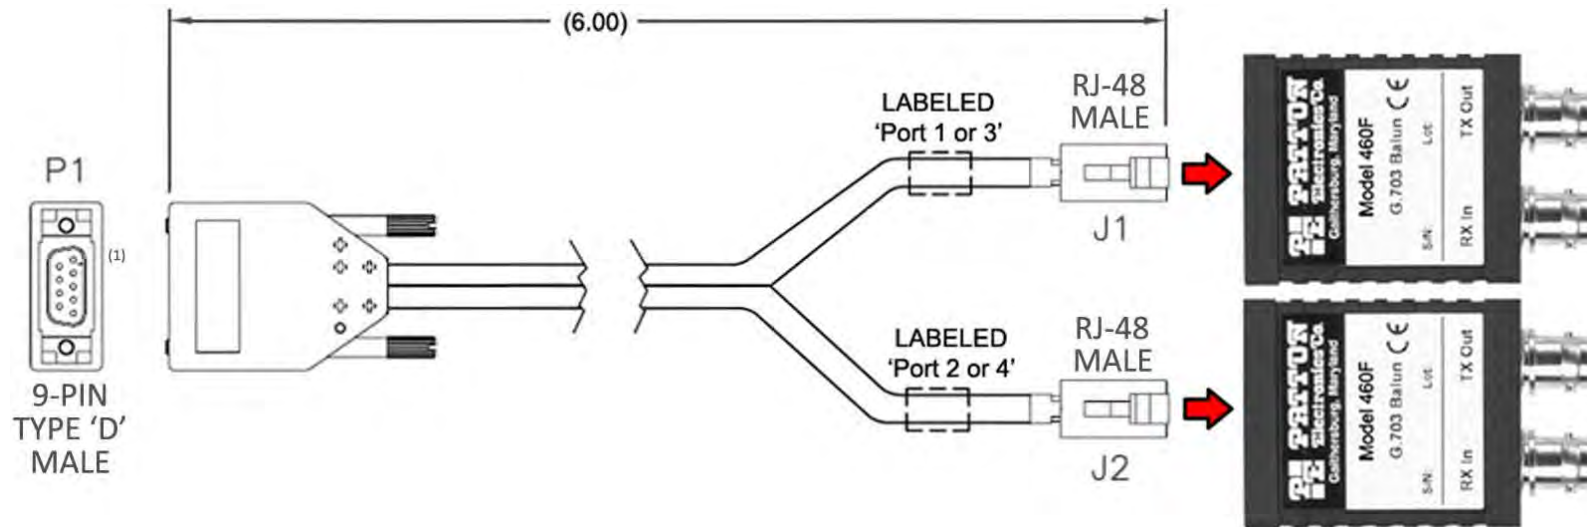 (6.00)
P1
(1)
9-PIN
TYPE ‘D’
MALE
LABELED
‘Port 1 or 3’
RJ-48
MALE
J1
LABELED
‘Port 2 or 4’
RJ-48
MALE
J2
PATTON
Electronics Co.
Gaithersburg, Maryland
Model 460F
G.703 Balun CE
S/N: Lot:
RX In TX Out
PATTON
Electronics Co.
Gaithersburg, Maryland
Model 460F
G.703 Balun CE
S/N: Lot:
RX In TX Out